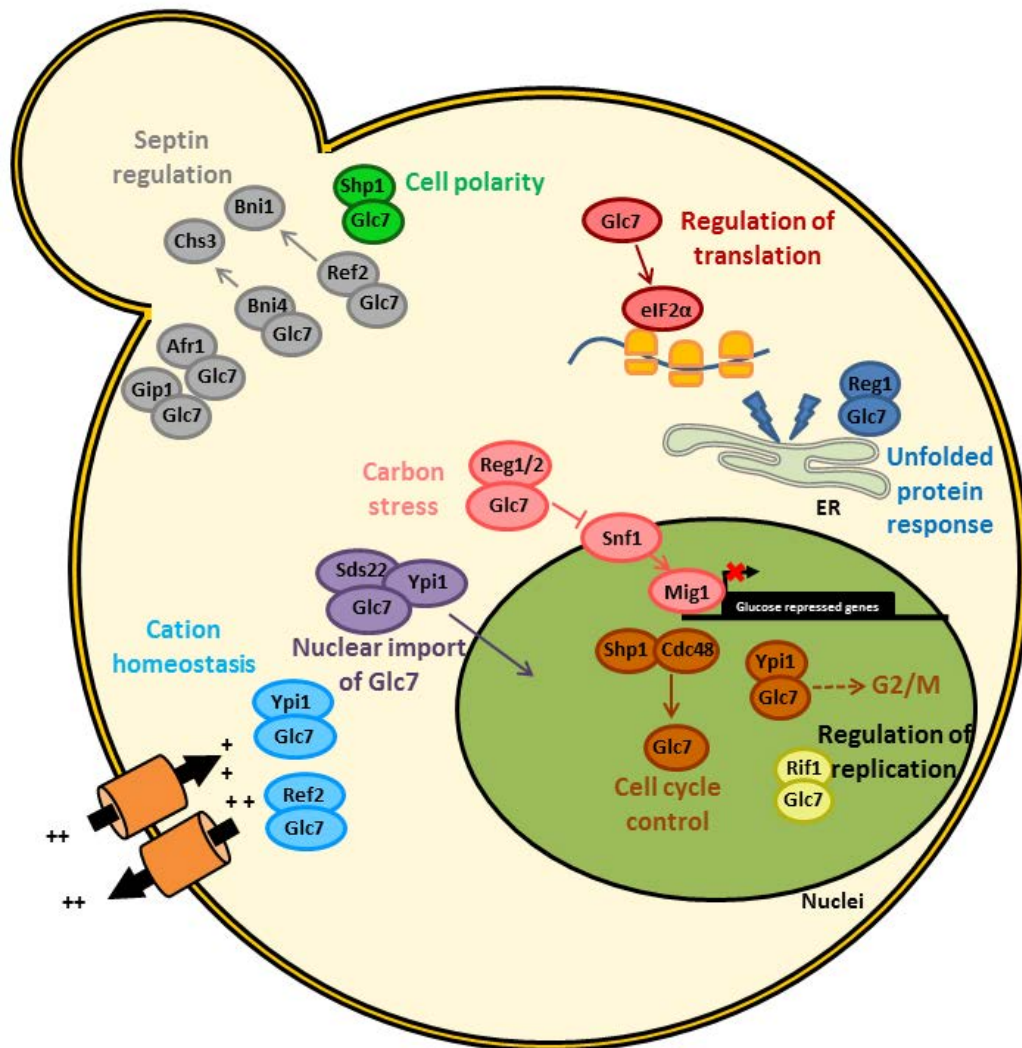 Septin
regulation
Bni1
Chs3
Shp1
Glc7
Cell polarity
Ref2
Glc7
Bni4
Glc7
Afr1
Glc7
Gip1
Glc7
Glc7
Regulation of
translation
eIF2α
Reg1
Glc7
Unfolded
protein
response
ER
Carbon
stress
Reg1/2
Glc7
Snf1
Mig1
Glucose repressed genes
Sds22
Ypi1
Glc7
Nuclear import
of Glc7
Cation
homeostasis
Ypi1
Glc7
Ref2
Glc7
+
+
+ +
++
++
Shp1
Cdc48
Glc7
Cell cycle
control
Ypi1
Glc7
G2/M
Regulation of
replication
Rif1
Glc7
Nuclei